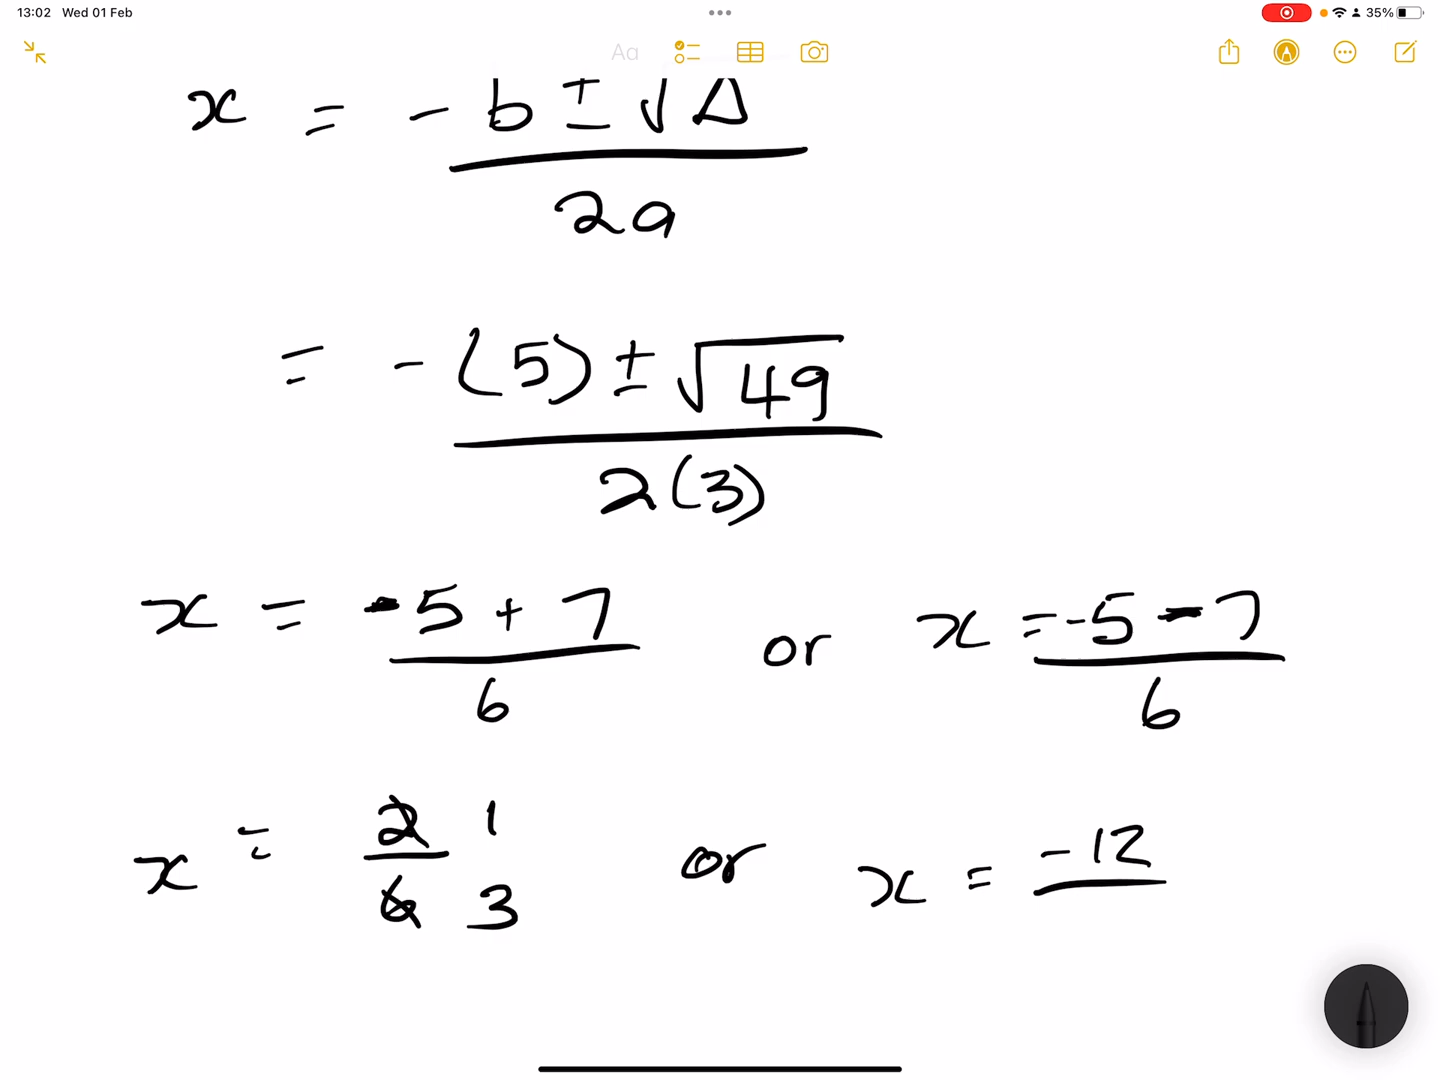 13:02 Wed 01 Feb 35%
Aa
x = - b ± √Δ
2a
= - (5) ± √49
2(3)
x = -5 + 7 or x = -5 - 7
6 6
x = 2 1 or x = -12
6 3